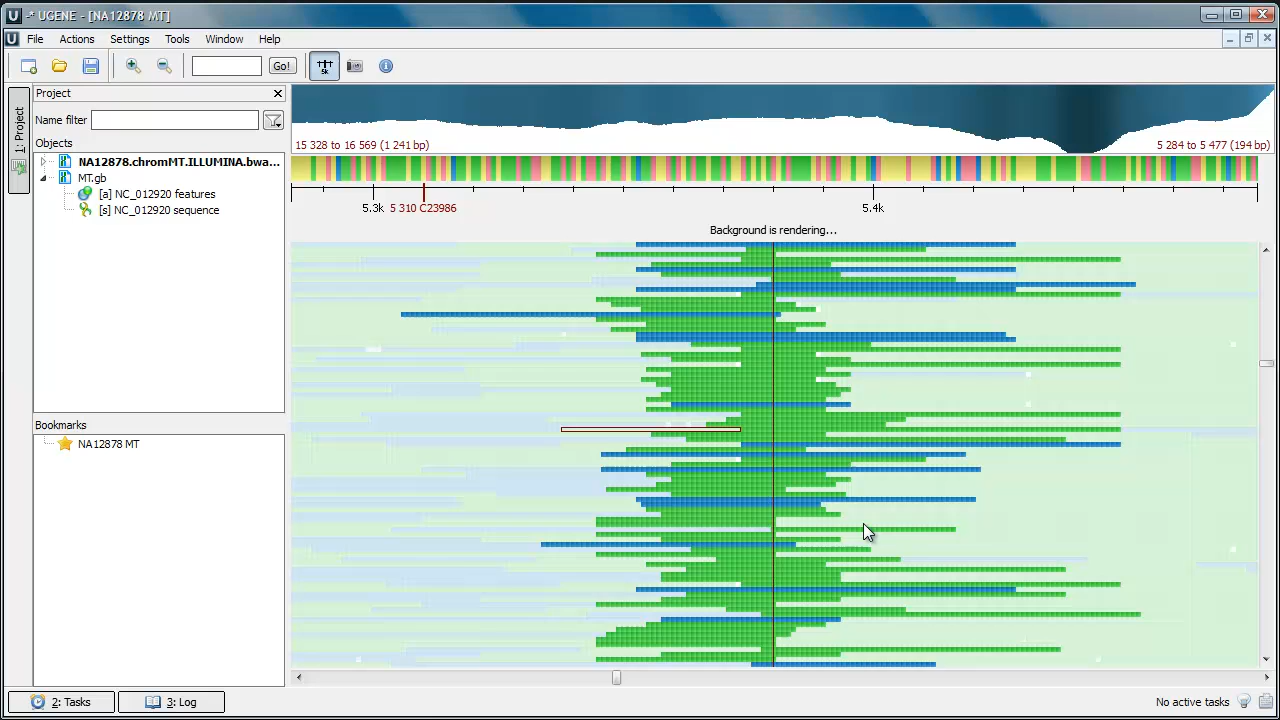 -* UGENE - [NA12878 MT]
File Actions Settings Tools Window Help
Go!
5k
1: Project
Project
Name filter
Objects
NA12878.chromMT.ILLUMINA.bwa...
MT.gb
[a] NC_012920 features
[s] NC_012920 sequence
Bookmarks
NA12878 MT
15 328 to 16 569 (1 241 bp)
5 284 to 5 477 (194 bp)
5.3k 5 310 C23986 5.4k
Background is rendering...
2: Tasks 3: Log
No active tasks